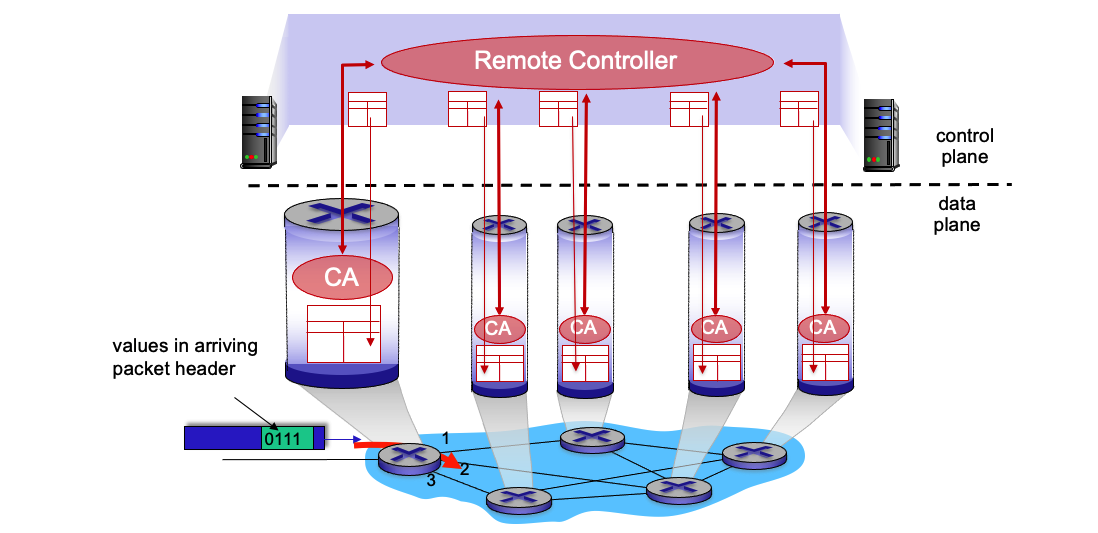 Remote Controller
control
plane
data
plane
CA
CA
CA
CA
CA
values in arriving
packet header
0111
1
2
3